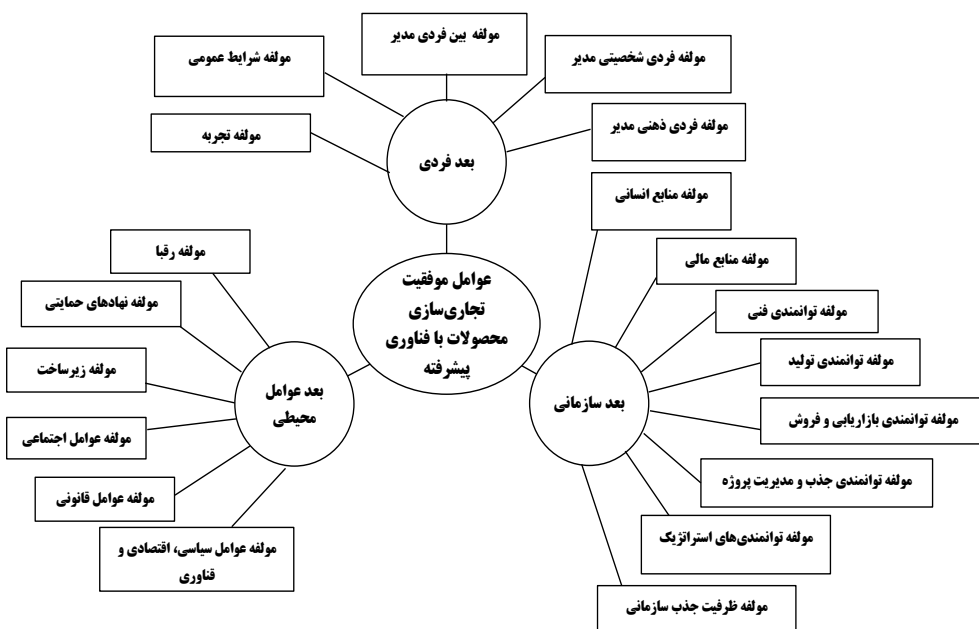 مولفه بین فردی مدیر
مولفه فردی شخصیتی مدیر
مولفه شرایط عمومی
مولفه فردی ذهنی مدیر
مولفه تجربه
بعد فردی
مولفه منابع انسانی
مولفه منابع مالی
مولفه توانمندی فنی
مولفه توانمندی تولید
مولفه توانمندی بازاریابی و فروش
مولفه توانمندی جذب و مدیریت پروژه
مولفه توانمندی‌های استراتژیک
مولفه ظرفیت جذب سازمانی
بعد سازمانی
عوامل موفقیت
تجاری‌سازی
محصولات با فناوری
پیشرفته
مولفه رقبا
مولفه نهادهای حمایتی
مولفه زیرساخت
مولفه عوامل اجتماعی
مولفه عوامل قانونی
مولفه عوامل سیاسی، اقتصادی و
فناوری
بعد عوامل
محیطی